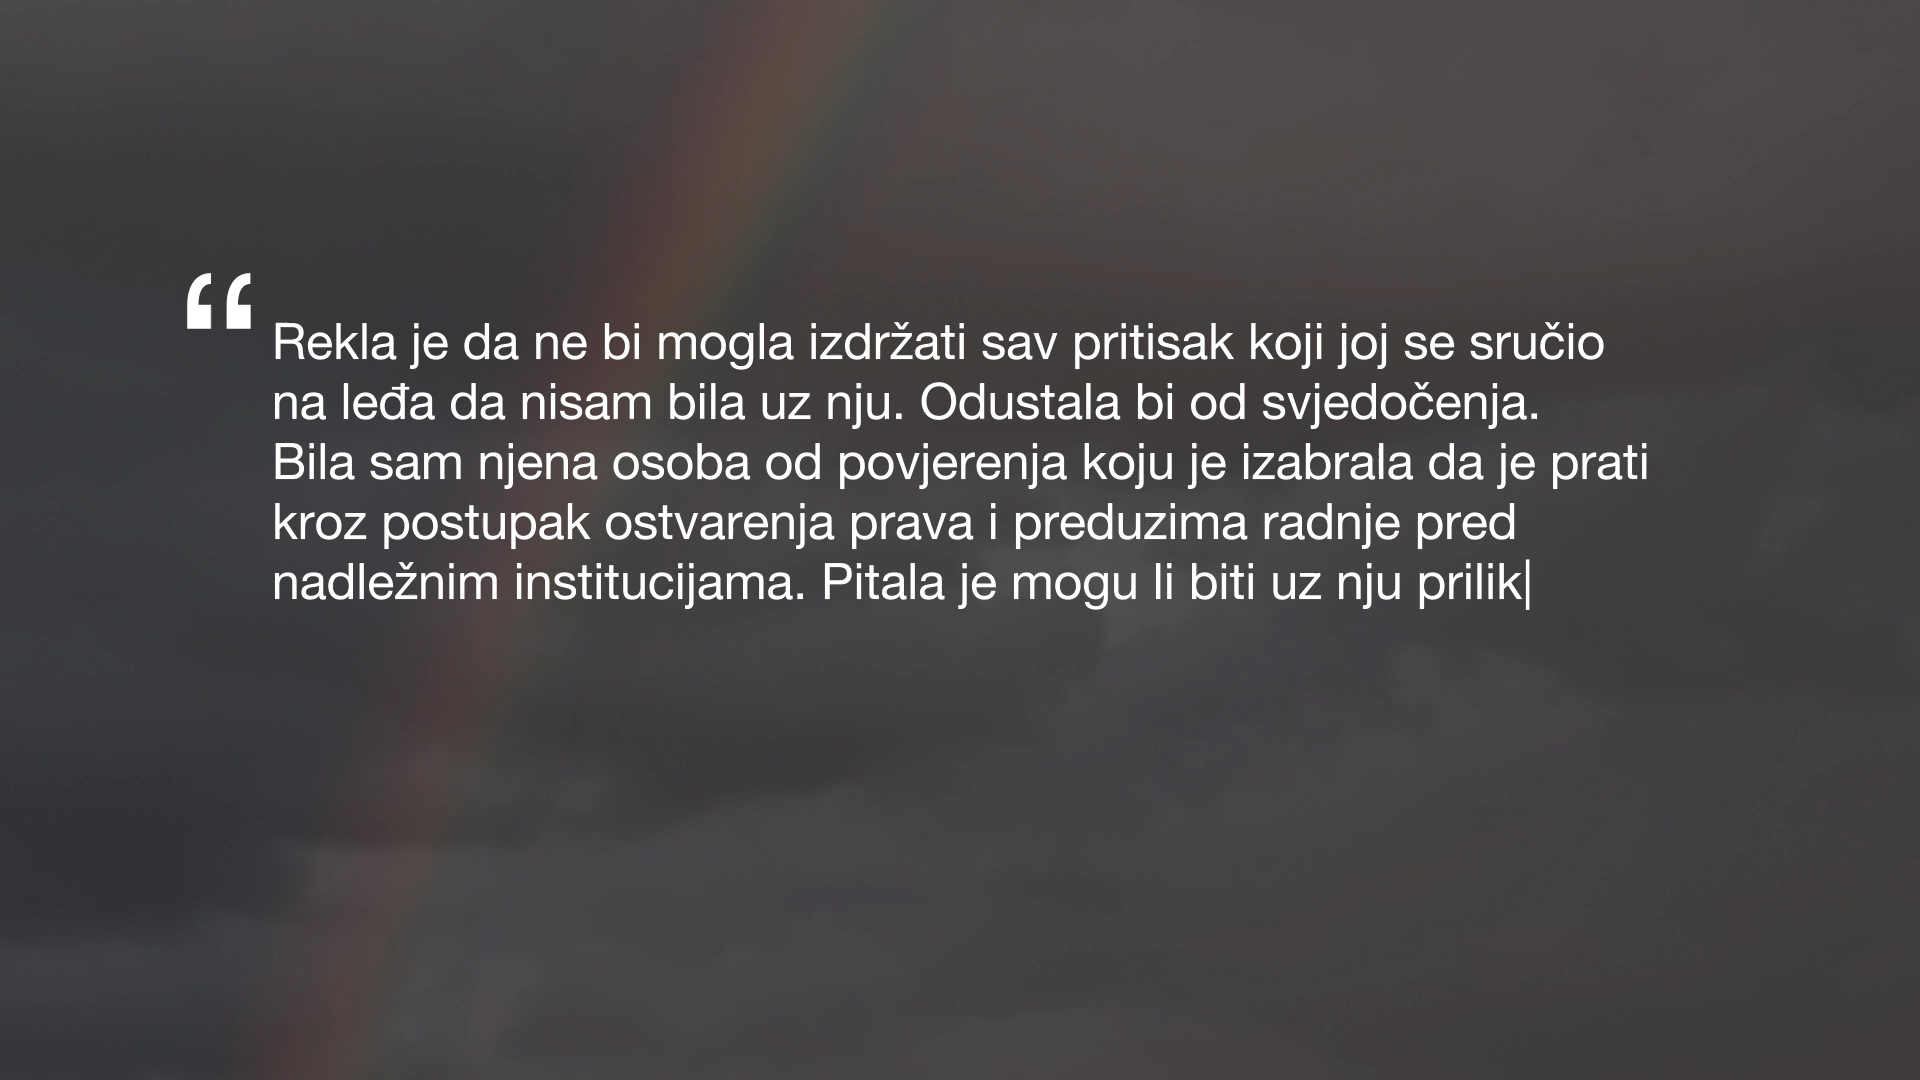 “Rekla je da ne bi mogla izdržati sav pritisak koji joj se sručio
na leđa da nisam bila uz nju. Odustala bi od svjedočenja.
Bila sam njena osoba od povjerenja koju je izabrala da je prati
kroz postupak ostvarenja prava i preduzima radnje pred
nadležnim institucijama. Pitala je mogu li biti uz nju prilik|